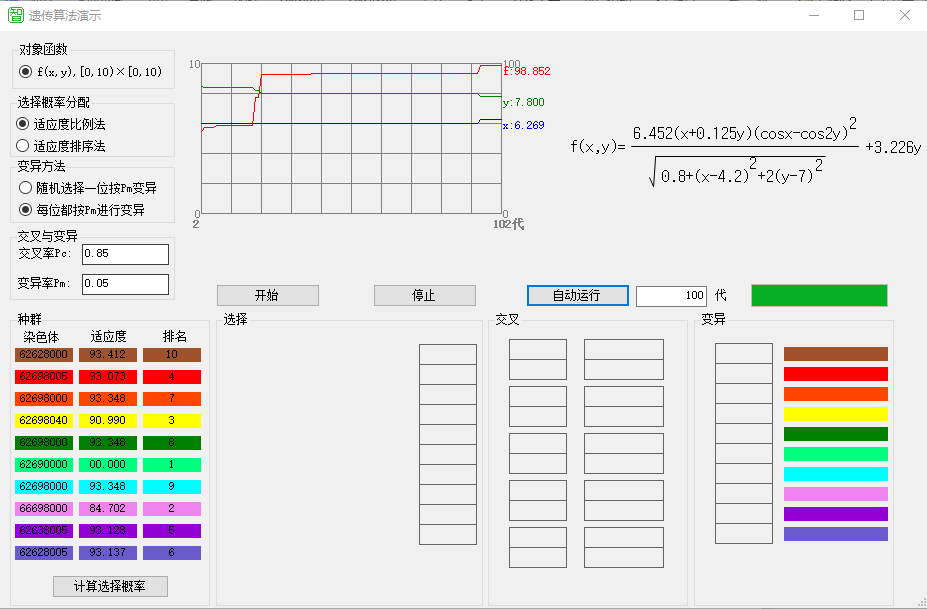 智 遗传算法演示
对象函数
f(x,y),[0,10)×[0,10)
选择概率分配
适应度比例法
适应度排序法
变异方法
随机选择一位按Pm变异
每位都按Pm进行变异
交叉与变异
交叉率Pc: 0.85
变异率Pm: 0.05
10
100
f:98.852
y:7.800
x:6.269
0
0
2
102代
f(x,y)= 6.452(x+0.125y)(cosx-cos2y)² / √0.8+(x-4.2)²+2(y-7)² +3.226y
开始
停止
自动运行
100 代
种群
染色体 适应度 排名
62628000 93.412 10
62698005 93.073 4
62698000 93.348 7
62698040 90.990 3
62698000 93.348 8
62690000 00.000 1
62698000 93.348 9
66698000 84.702 2
62638005 93.128 5
62628005 93.137 6
计算选择概率
选择
交叉
变异